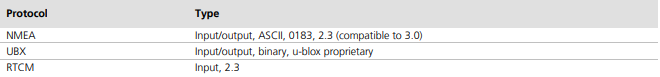 Protocol Type
NMEA Input/output, ASCII, 0183, 2.3 (compatible to 3.0)
UBX Input/output, binary, u-blox proprietary
RTCM Input, 2.3